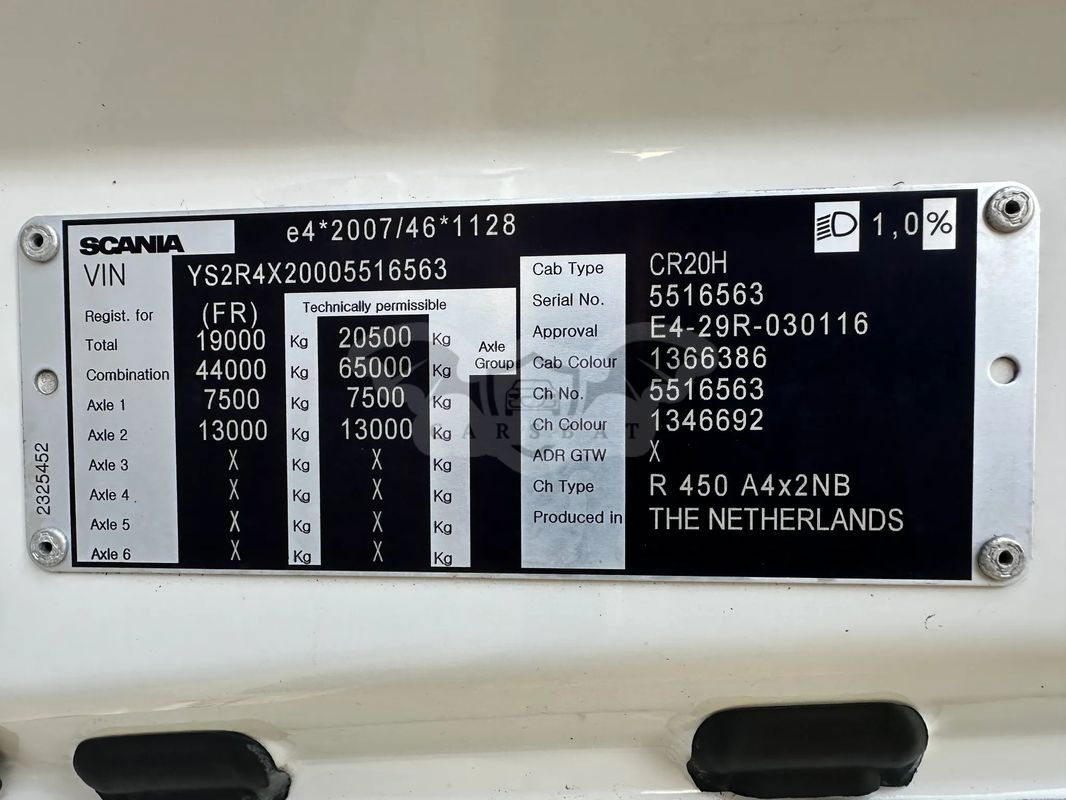 SCANIA e4*2007/46*1128 1,0%
VIN YS2R4X20005516563
Regist. for (FR) Technically permissible
Total 19000 Kg 20500 Kg Axle
Group
Combination 44000 Kg 65000 Kg
Axle 1 7500 Kg 7500 Kg
Axle 2 13000 Kg 13000 Kg
Axle 3 X Kg X Kg
Axle 4 X Kg X Kg
Axle 5 X Kg X Kg
Axle 6 X Kg X Kg
Cab Type CR20H
Serial No. 5516563
Approval E4-29R-030116
Cab Colour 1366386
Ch No. 5516563
Ch Colour 1346692
ADR GTW X
Ch Type R 450 A4x2NB
Produced in THE NETHERLANDS
2325452
CARSBAT